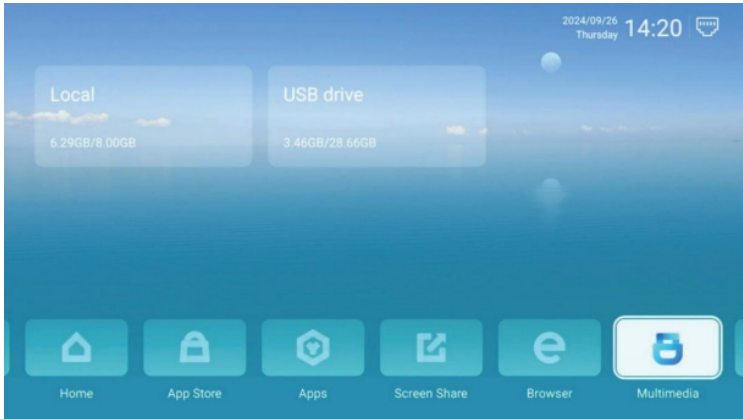 2024/09/26
Thursday
14:20
Local
USB drive
6.29GB/8.00GB
3.46GB/28.66GB
Home
App Store
Apps
Screen Share
Browser
Multimedia